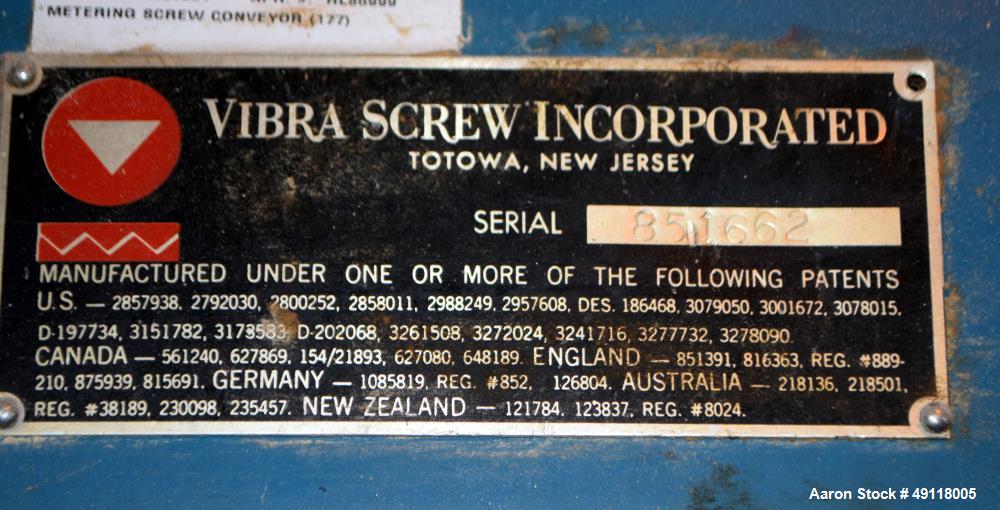 METERING SCREW CONVEYOR (177)
VIBRA SCREW INCORPORATED
TOTOWA, NEW JERSEY
SERIAL 851662
MANUFACTURED UNDER ONE OR MORE OF THE FOLLOWING PATENTS
U.S. — 2857938, 2792030, 2800252, 2858011, 2988249, 2957608, DES. 186468, 3079050, 3001672, 3078015,
D-197734, 3151782, 3173583, D-202068, 3261508, 3272024, 3241716, 3277732, 3278090.
CANADA — 561240, 627869, 154/21893, 627080, 648189. ENGLAND — 851391, 816363, REG. #889-
210, 875939, 815691. GERMANY — 1085819, REG. #852, 126804. AUSTRALIA — 218136, 218501,
REG. #38189, 230098, 235457. NEW ZEALAND — 121784, 123837, REG. #8024.
Aaron Stock # 49118005